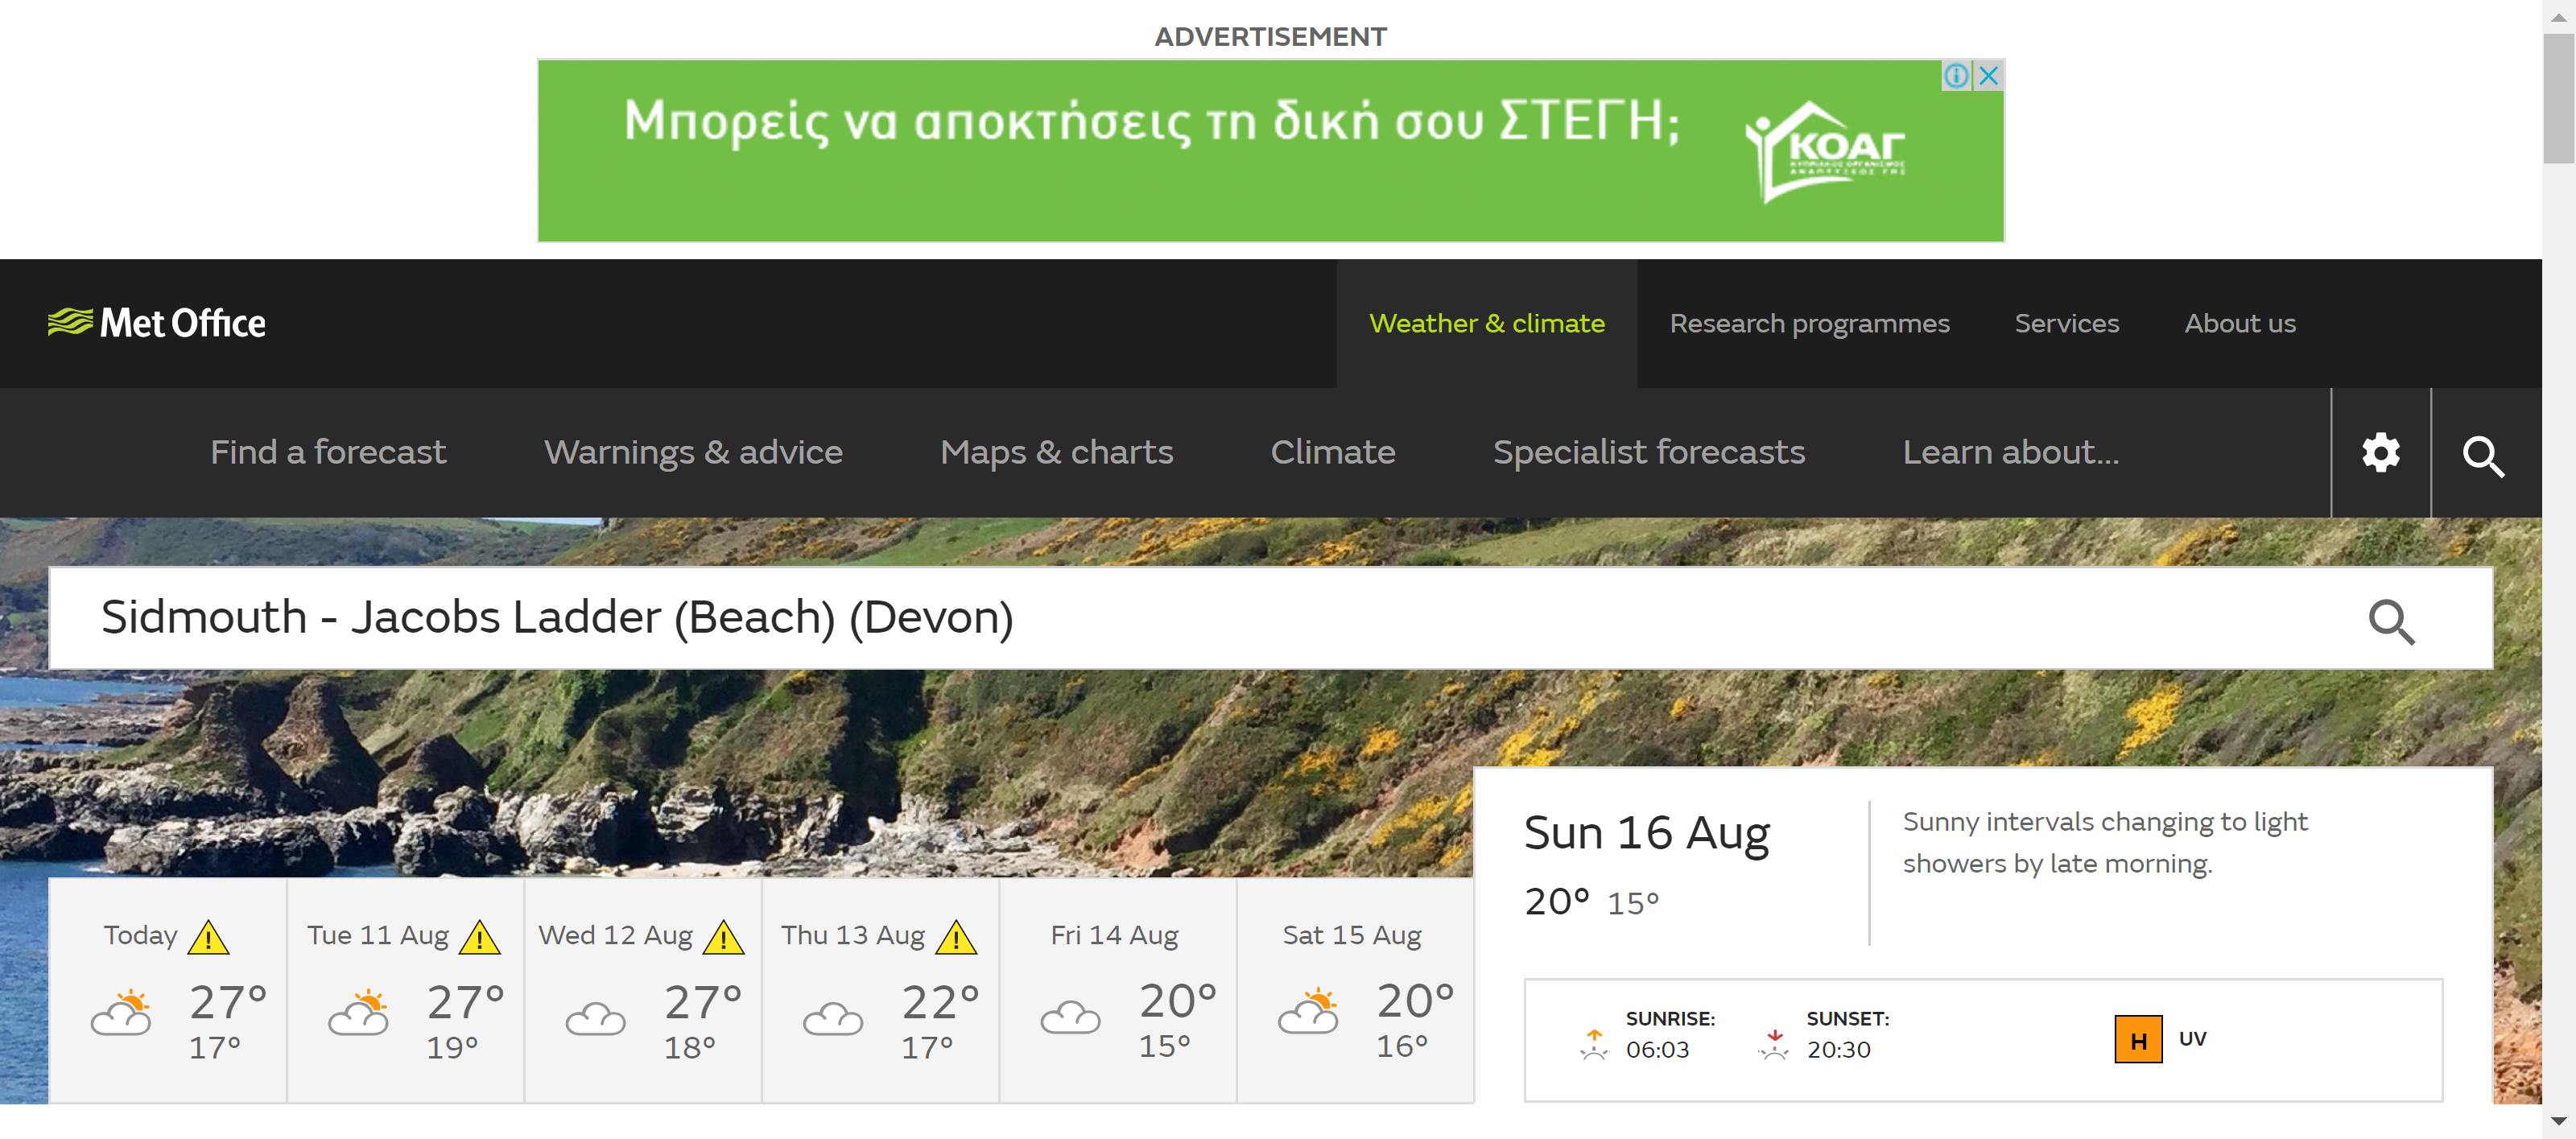 ADVERTISEMENT
Μπορείς να αποκτήσεις τη δική σου ΣΤΕΓΗ;
ΚΟΑΓ
ΚΥΠΡΙΑΚΟΣ ΟΡΓΑΝΙΣΜΟΣ
ΑΝΑΠΤΥΞΕΩΣ ΓΗΣ
Met Office
Weather & climate
Research programmes
Services
About us
Find a forecast
Warnings & advice
Maps & charts
Climate
Specialist forecasts
Learn about...
Sidmouth - Jacobs Ladder (Beach) (Devon)
Today
27°
17°
Tue 11 Aug
27°
19°
Wed 12 Aug
27°
18°
Thu 13 Aug
22°
17°
Fri 14 Aug
20°
15°
Sat 15 Aug
20°
16°
Sun 16 Aug
20° 15°
Sunny intervals changing to light
showers by late morning.
SUNRISE:
06:03
SUNSET:
20:30
H UV